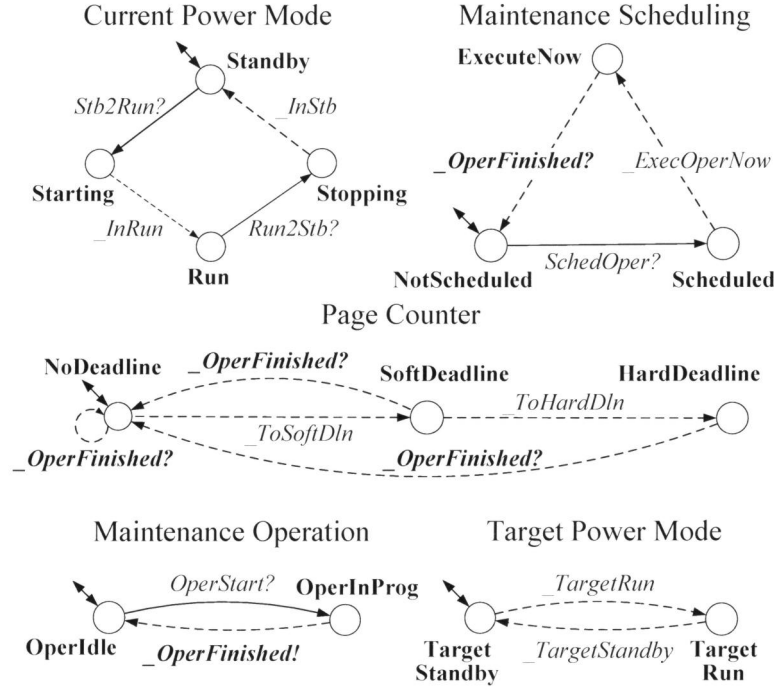 Current Power Mode
Standby
Stb2Run?
_InStb
Starting
Stopping
_InRun
Run2Stb?
Run
Maintenance Scheduling
ExecuteNow
_OperFinished?
_ExecOperNow
NotScheduled
SchedOper?
Scheduled
Page Counter
NoDeadline
_OperFinished?
SoftDeadline
HardDeadline
_ToSoftDln
_ToHardDln
_OperFinished?
_OperFinished?
Maintenance Operation
OperStart?
OperInProg
OperIdle
_OperFinished!
Target Power Mode
_TargetRun
Target
Standby
_TargetStandby
Target
Run